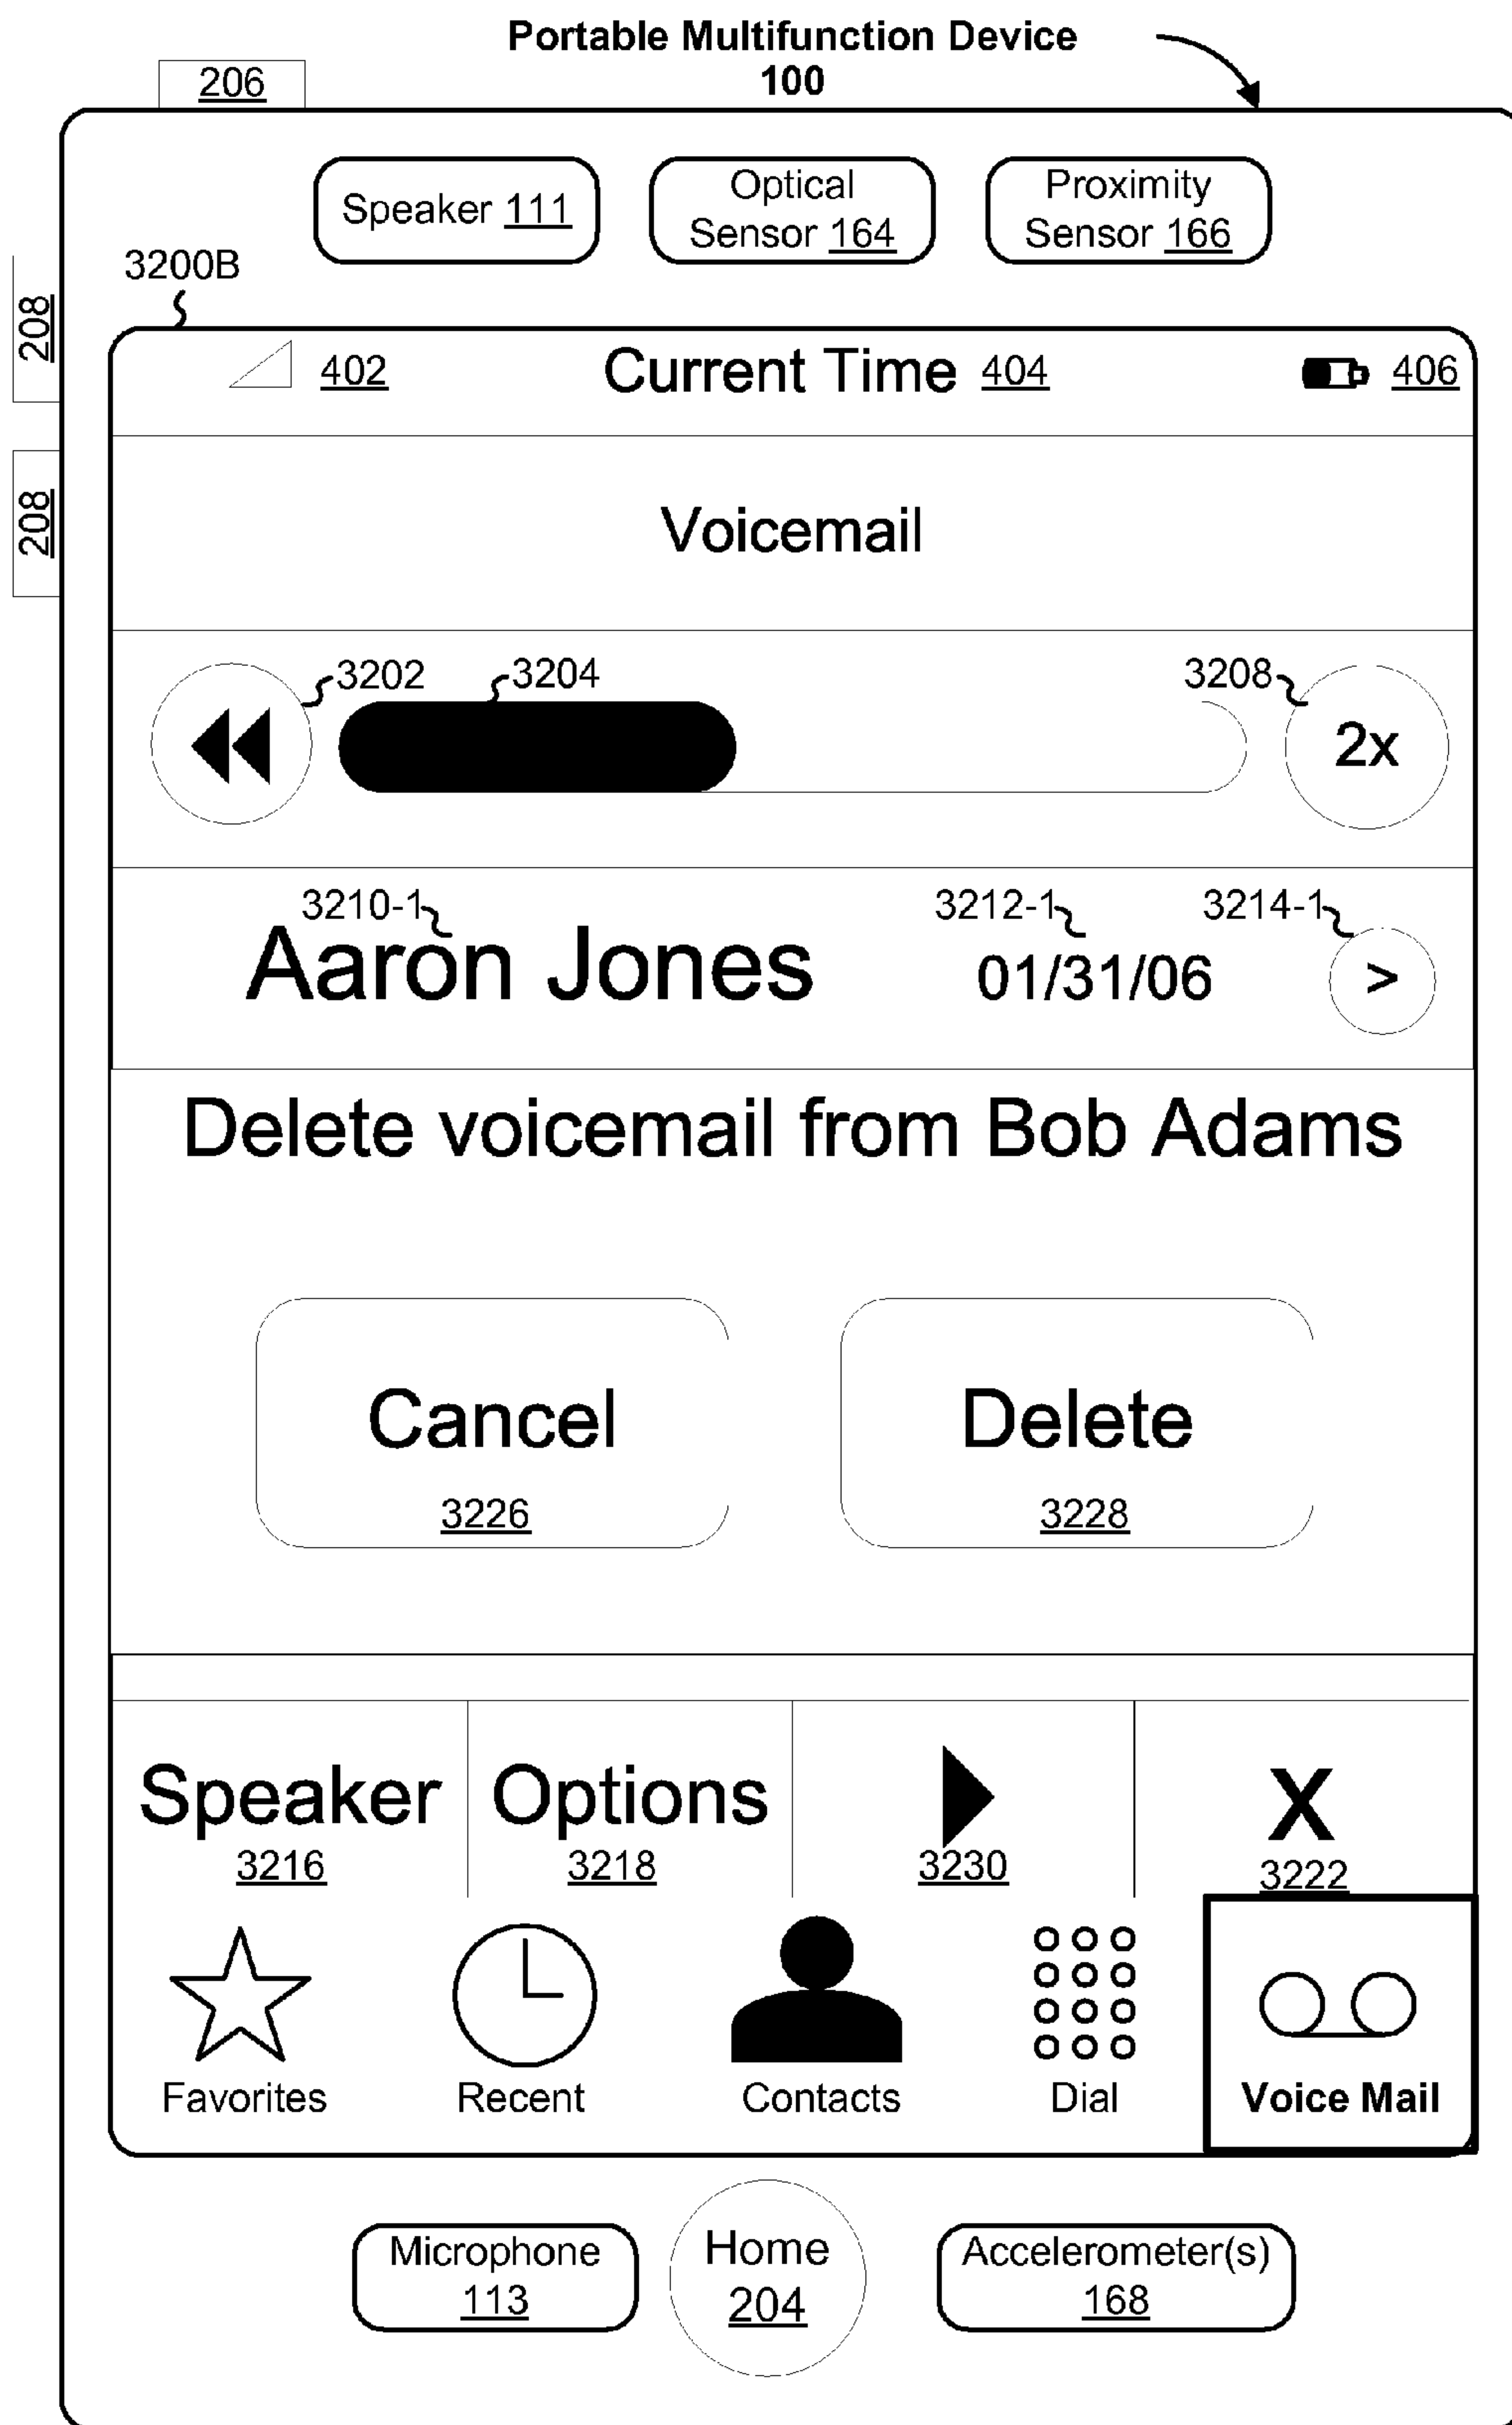 Portable Multifunction Device
100
206
Speaker 111
Optical
Sensor 164
Proximity
Sensor 166
3200B
208
402
Current Time 404
406
208
Voicemail
3202
3204
3208
2x
3210-1
3212-1
3214-1
Aaron Jones
01/31/06
>
Delete voicemail from Bob Adams
Cancel
3226
Delete
3228
Speaker
3216
Options
3218
3230
X
3222
Favorites
Recent
Contacts
Dial
Voice Mail
Microphone
113
Home
204
Accelerometer(s)
168